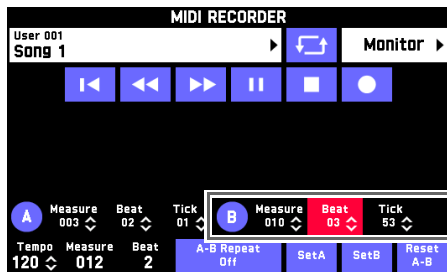 MIDI RECORDER
User 001
Song 1
Monitor
A Measure Beat Tick B Measure Beat Tick
003 02 01 010 03 53
Tempo Measure Beat A-B Repeat SetA SetB Reset
120 012 2 Off A-B